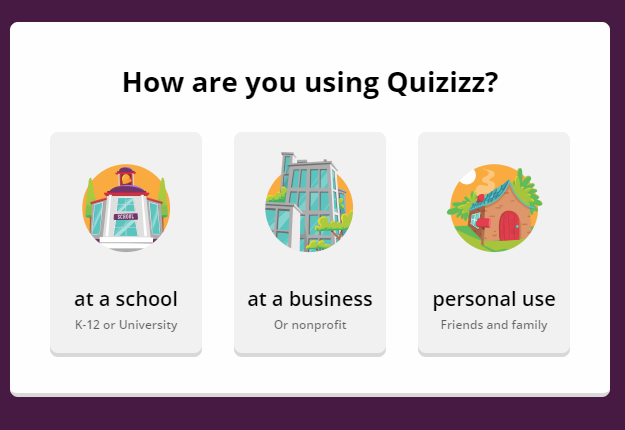 How are you using Quizizz?
SCHOOL
at a school
K-12 or University
at a business
Or nonprofit
personal use
Friends and family